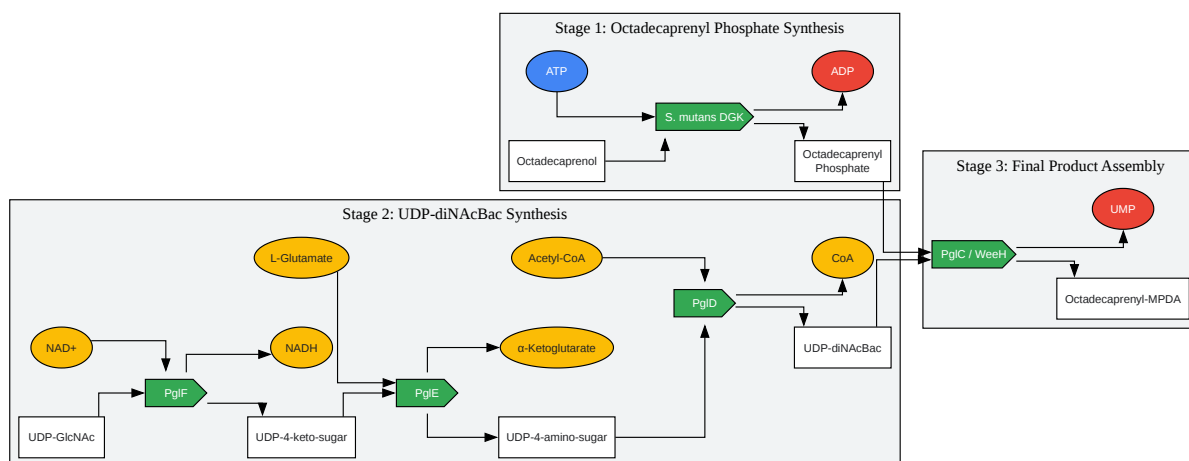 Stage 1: Octadecaprenyl Phosphate Synthesis
ATP
ADP
S. mutans DGK
Octadecaprenol
Octadecaprenyl
Phosphate
Stage 2: UDP-diNAcBac Synthesis
L-Glutamate
Acetyl-CoA
CoA
PglD
NAD+
NADH
α-Ketoglutarate
UDP-diNAcBac
PglF
PglE
UDP-GlcNAc
UDP-4-keto-sugar
UDP-4-amino-sugar
Stage 3: Final Product Assembly
UMP
PglC / WeeH
Octadecaprenyl-MPDA